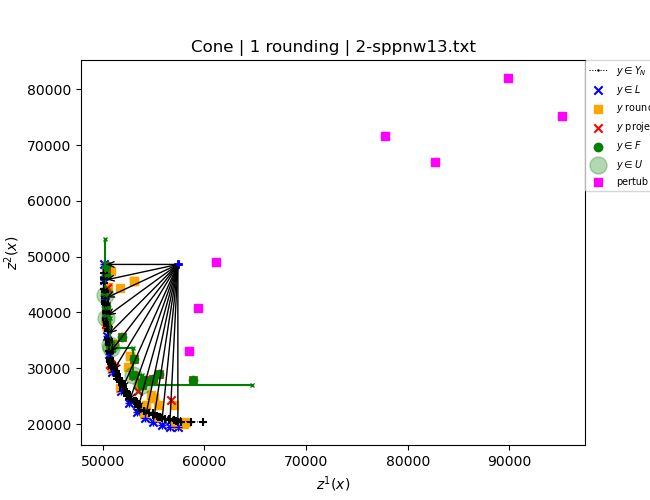 Cone | 1 rounding | 2-sppnw13.txt
z²(x)
80000
70000
60000
50000
40000
30000
20000
50000 60000 70000 80000 90000
z¹(x)
y ∈ Y_N
y ∈ L
y roun
y proje
y ∈ F
y ∈ U
pertub